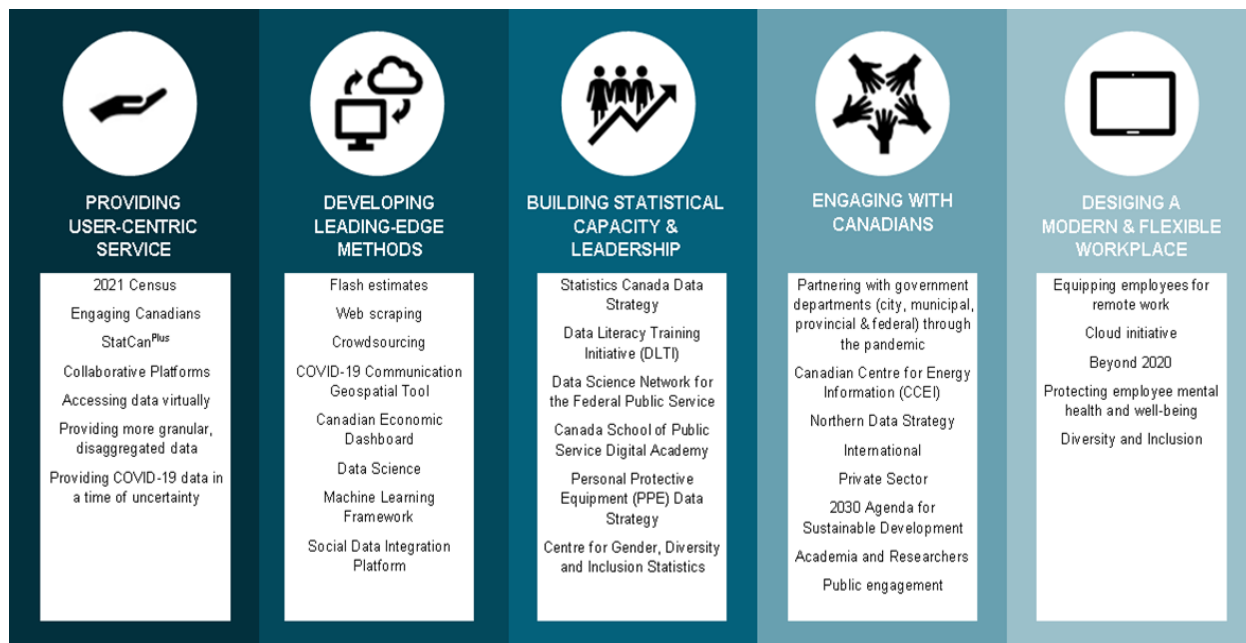 PROVIDING
USER-CENTRIC
SERVICE
2021 Census
Engaging Canadians
StatCanPlus
Collaborative Platforms
Accessing data virtually
Providing more granular,
disaggregated data
Providing COVID-19 data in
a time of uncertainty
DEVELOPING
LEADING-EDGE
METHODS
Flash estimates
Web scraping
Crowdsourcing
COVID-19 Communication
Geospatial Tool
Canadian Economic
Dashboard
Data Science
Machine Learning
Framework
Social Data Integration
Platform
BUILDING STATISTICAL
CAPACITY &
LEADERSHIP
Statistics Canada Data
Strategy
Data Literacy Training
Initiative (DLTI)
Data Science Network for
the Federal Public Service
Canada School of Public
Service Digital Academy
Personal Protective
Equipment (PPE) Data
Strategy
Centre for Gender, Diversity
and Inclusion Statistics
ENGAGING WITH
CANADIANS
Partnering with government
departments (city, municipal,
provincial & federal) through
the pandemic
Canadian Centre for Energy
Information (CCEI)
Northern Data Strategy
International
Private Sector
2030 Agenda for
Sustainable Development
Academia and Researchers
Public engagement
DESIGING A
MODERN & FLEXIBLE
WORKPLACE
Equipping employees for
remote work
Cloud initiative
Beyond 2020
Protecting employee mental
health and well-being
Diversity and Inclusion